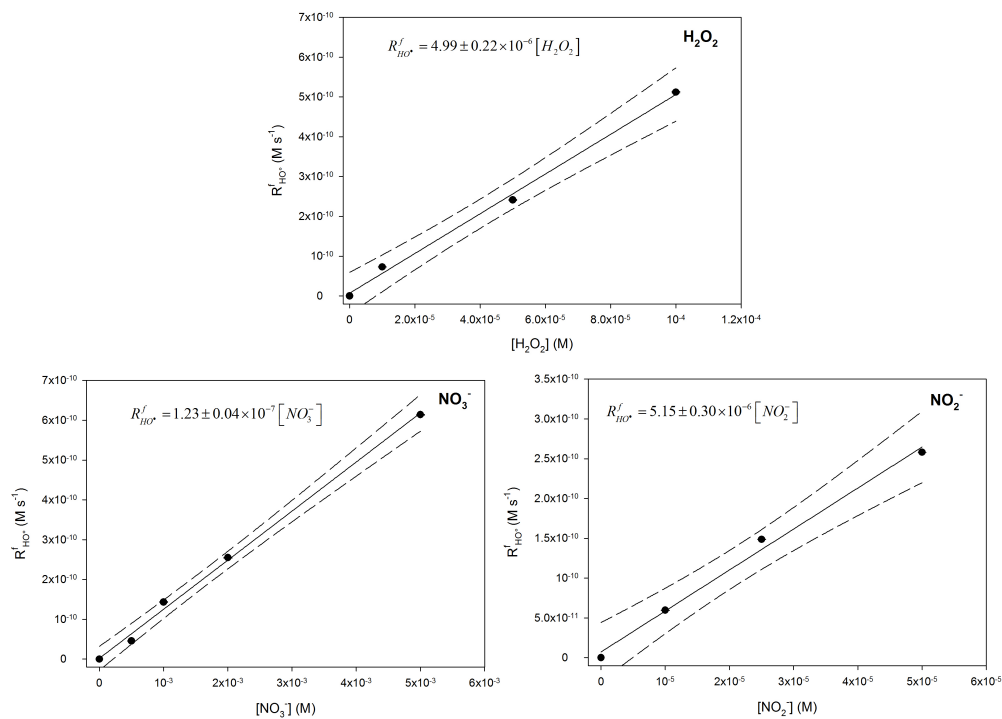 7x10⁻¹⁰
R^f_HO• = 4.99±0.22×10⁻⁶[H₂O₂]
H₂O₂
6x10⁻¹⁰
5x10⁻¹⁰
4x10⁻¹⁰
3x10⁻¹⁰
2x10⁻¹⁰
10⁻¹⁰
0
R^f_HO° (M s⁻¹)
0 2.0x10⁻⁵ 4.0x10⁻⁵ 6.0x10⁻⁵ 8.0x10⁻⁵ 10⁻⁴ 1.2x10⁻⁴
[H₂O₂] (M)
7x10⁻¹⁰
NO₃⁻
R^f_HO• = 1.23±0.04×10⁻⁷[NO₃⁻]
6x10⁻¹⁰
5x10⁻¹⁰
4x10⁻¹⁰
3x10⁻¹⁰
2x10⁻¹⁰
10⁻¹⁰
0
R^f_HO° (M s⁻¹)
0 10⁻³ 2x10⁻³ 3x10⁻³ 4x10⁻³ 5x10⁻³ 6x10⁻³
[NO₃⁻] (M)
3.5x10⁻¹⁰
NO₂⁻
R^f_HO• = 5.15±0.30×10⁻⁶[NO₂⁻]
3.0x10⁻¹⁰
2.5x10⁻¹⁰
2.0x10⁻¹⁰
1.5x10⁻¹⁰
10⁻¹⁰
5.0x10⁻¹¹
0
R^f_HO° (M s⁻¹)
0 10⁻⁵ 2x10⁻⁵ 3x10⁻⁵ 4x10⁻⁵ 5x10⁻⁵ 6x10⁻⁵
[NO₂⁻] (M)